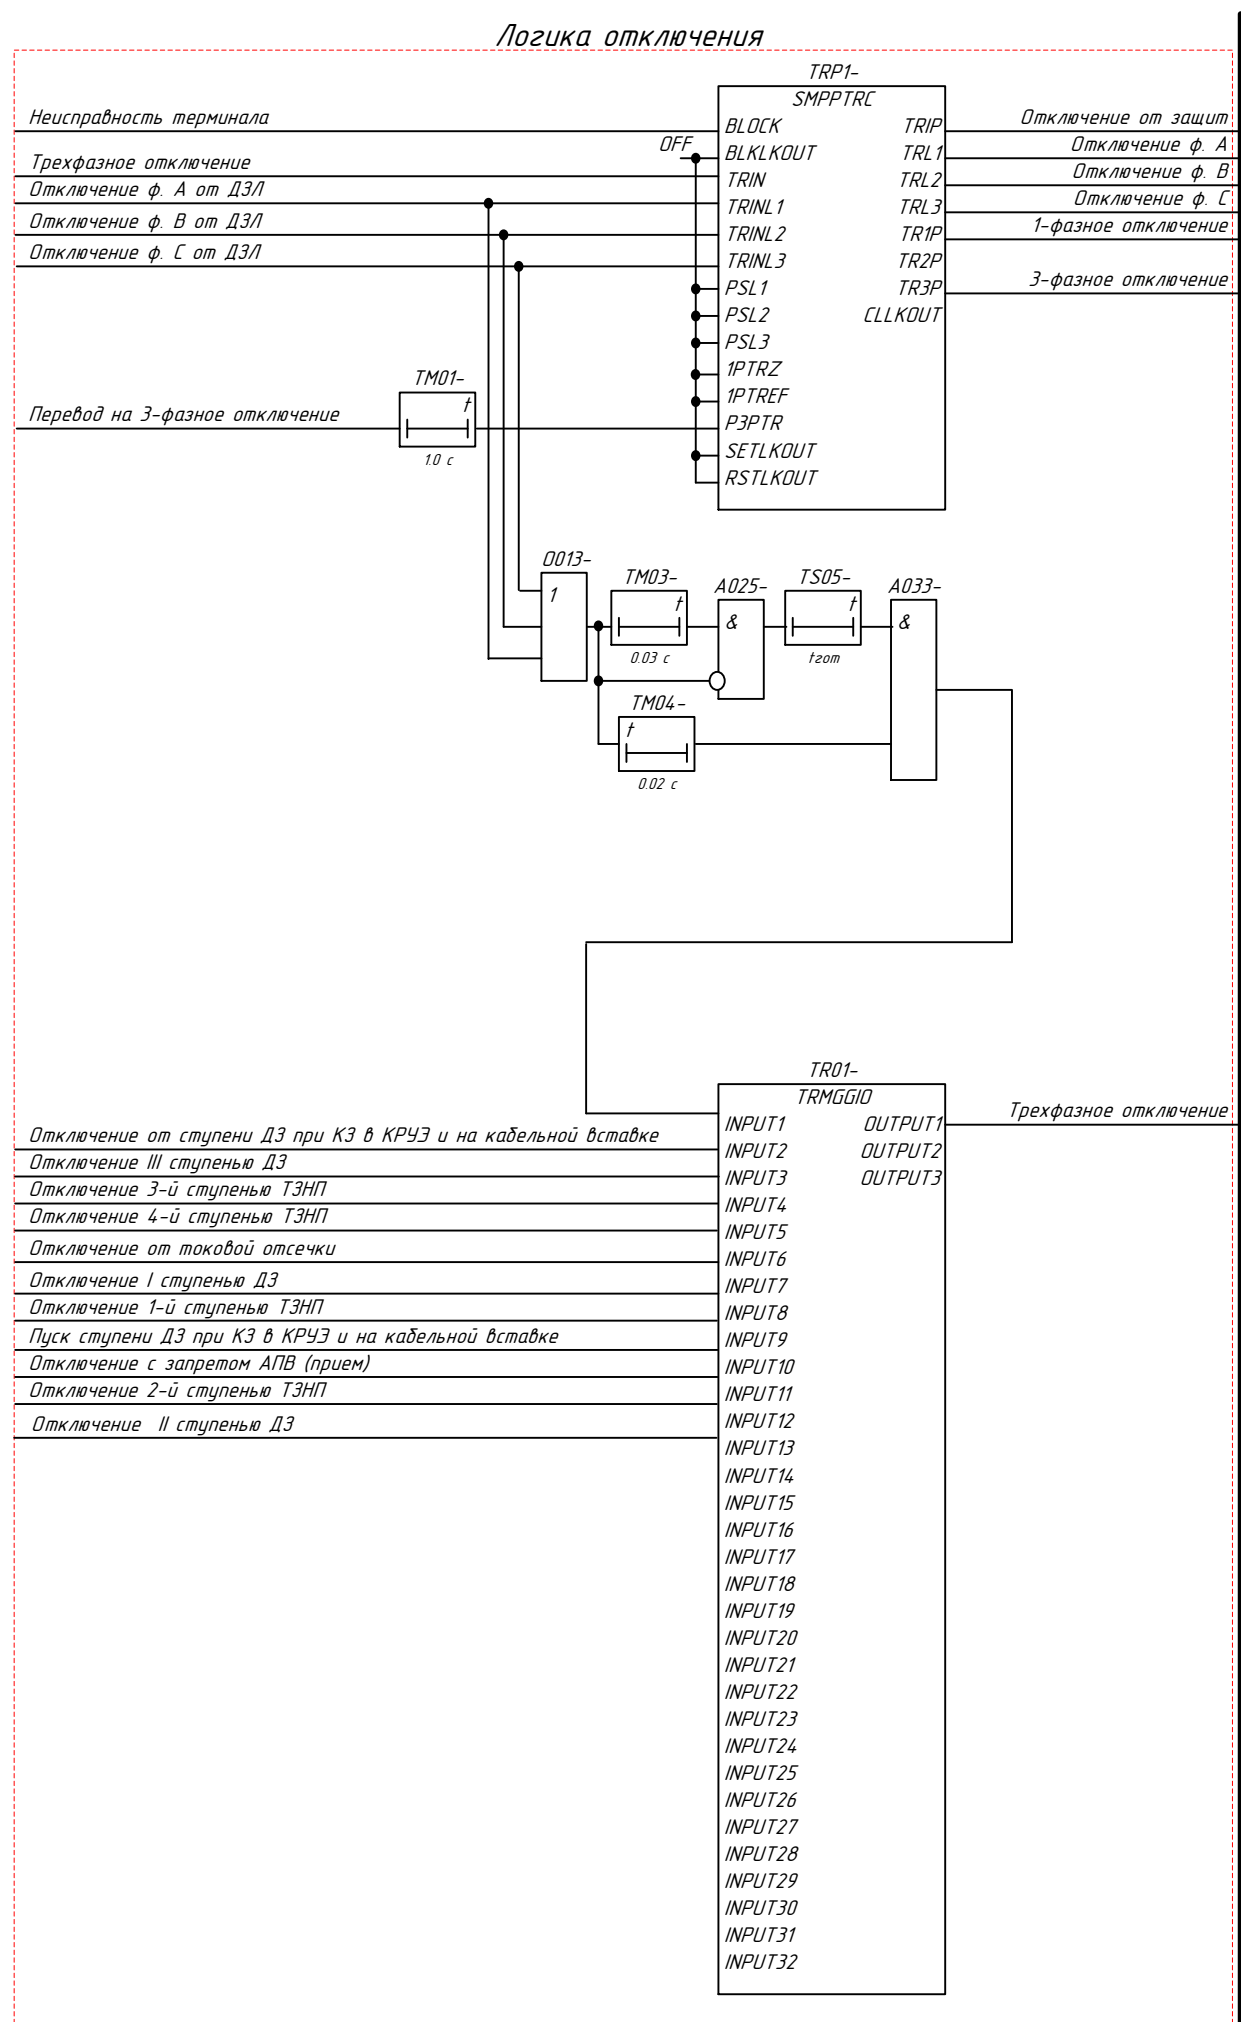 Логика отключения
TRP1-
SMPPTRC
Неисправность терминала
BLOCK
TRIP
Отключение от защит
OFF
BLKLKOUT
TRL1
Отключение ф. А
Трехфазное отключение
TRIN
TRL2
Отключение ф. В
Отключение ф. А от ДЗЛ
TRINL1
TRL3
Отключение ф. С
Отключение ф. В от ДЗЛ
TRINL2
TR1P
1-фазное отключение
Отключение ф. С от ДЗЛ
TRINL3
TR2P
PSL1
TR3P
3-фазное отключение
PSL2
CLLKOUT
PSL3
1PTRZ
TM01-
t
1PTREF
Перевод на 3-фазное отключение
P3PTR
1.0 с
SETLKOUT
RSTLKOUT
O013-
TM03-
A025-
TS05-
A033-
1
t
&
t
&
0.03 с
tгот
TM04-
t
0.02 с
TR01-
TRMGGIO
INPUT1
OUTPUT1
Трехфазное отключение
Отключение от ступени ДЗ при КЗ в КРУЭ и на кабельной вставке
INPUT2
OUTPUT2
Отключение III ступенью ДЗ
INPUT3
OUTPUT3
Отключение 3-й ступенью ТЗНП
INPUT4
Отключение 4-й ступенью ТЗНП
INPUT5
Отключение от токовой отсечки
INPUT6
Отключение I ступенью ДЗ
INPUT7
Отключение 1-й ступенью ТЗНП
INPUT8
Пуск ступени ДЗ при КЗ в КРУЭ и на кабельной вставке
INPUT9
Отключение с запретом АПВ (прием)
INPUT10
Отключение 2-й ступенью ТЗНП
INPUT11
Отключение II ступенью ДЗ
INPUT12
INPUT13
INPUT14
INPUT15
INPUT16
INPUT17
INPUT18
INPUT19
INPUT20
INPUT21
INPUT22
INPUT23
INPUT24
INPUT25
INPUT26
INPUT27
INPUT28
INPUT29
INPUT30
INPUT31
INPUT32